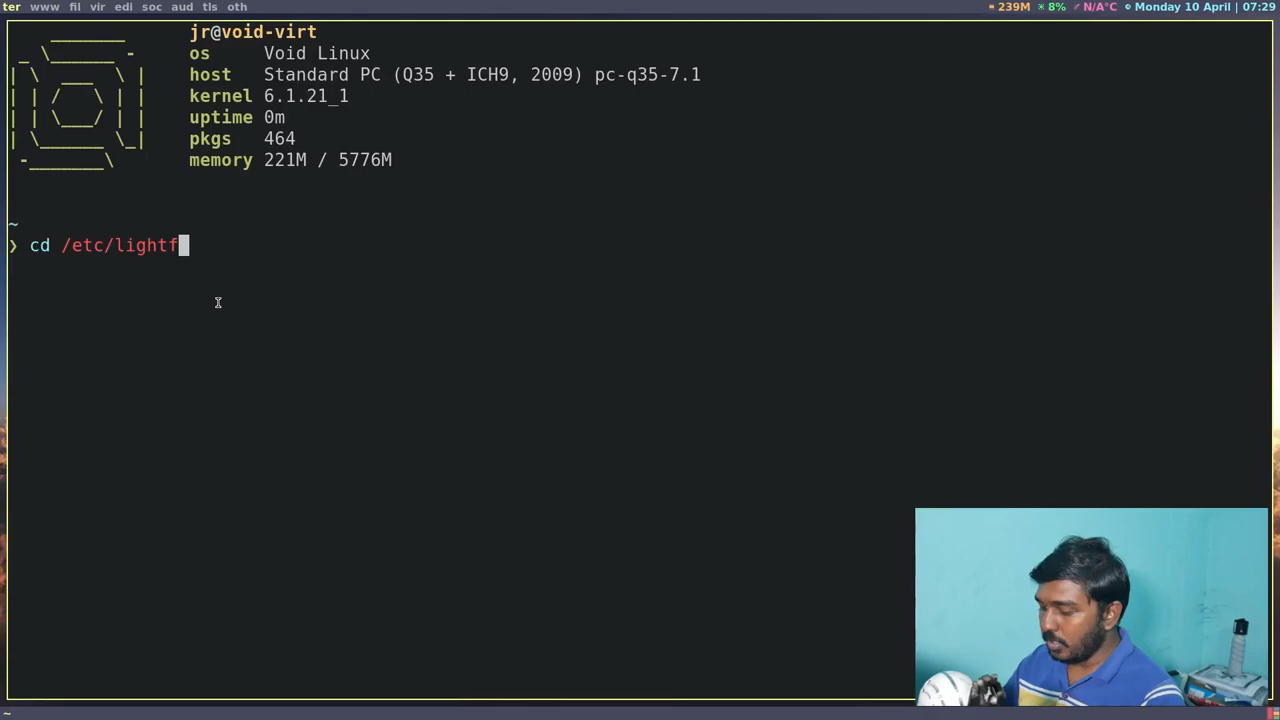 ter www fil vir edi soc aud tls oth 239M 8% N/A°C Monday 10 April | 07:29
jr@void-virt
os Void Linux
host Standard PC (Q35 + ICH9, 2009) pc-q35-7.1
kernel 6.1.21_1
uptime 0m
pkgs 464
memory 221M / 5776M
~
❯ cd /etc/lightf
~